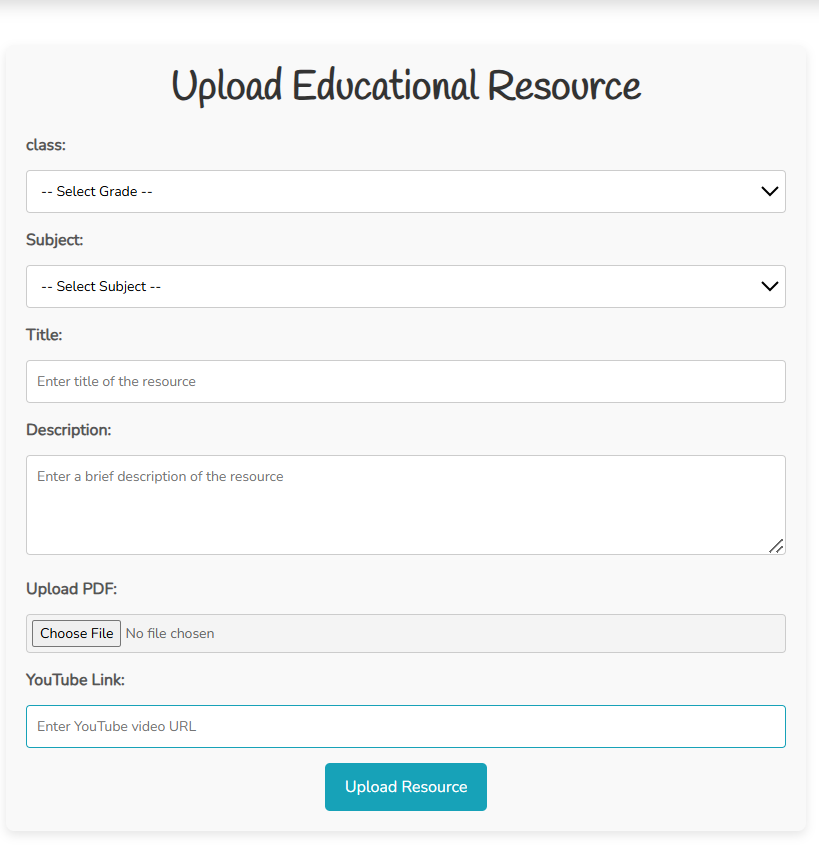 Upload Educational Resource
class:
-- Select Grade --
Subject:
-- Select Subject --
Title:
Enter title of the resource
Description:
Enter a brief description of the resource
Upload PDF:
Choose File No file chosen
YouTube Link:
Enter YouTube video URL
Upload Resource